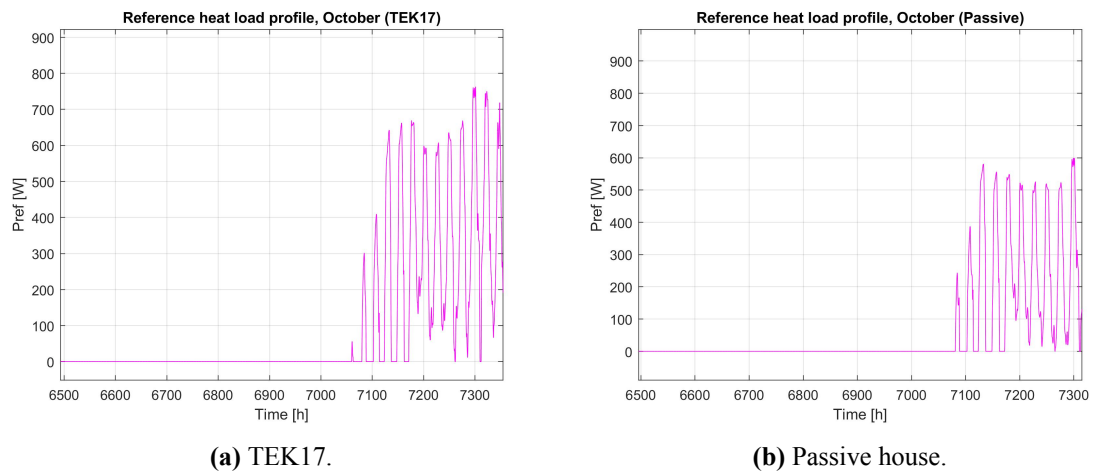 Reference heat load profile, October (TEK17)
900
800
700
600
500
400
300
200
100
0
Pref [W]
6500 6600 6700 6800 6900 7000 7100 7200 7300
Time [h]
(a) TEK17.
Reference heat load profile, October (Passive)
900
800
700
600
500
400
300
200
100
0
Pref [W]
6500 6600 6700 6800 6900 7000 7100 7200 7300
Time [h]
(b) Passive house.